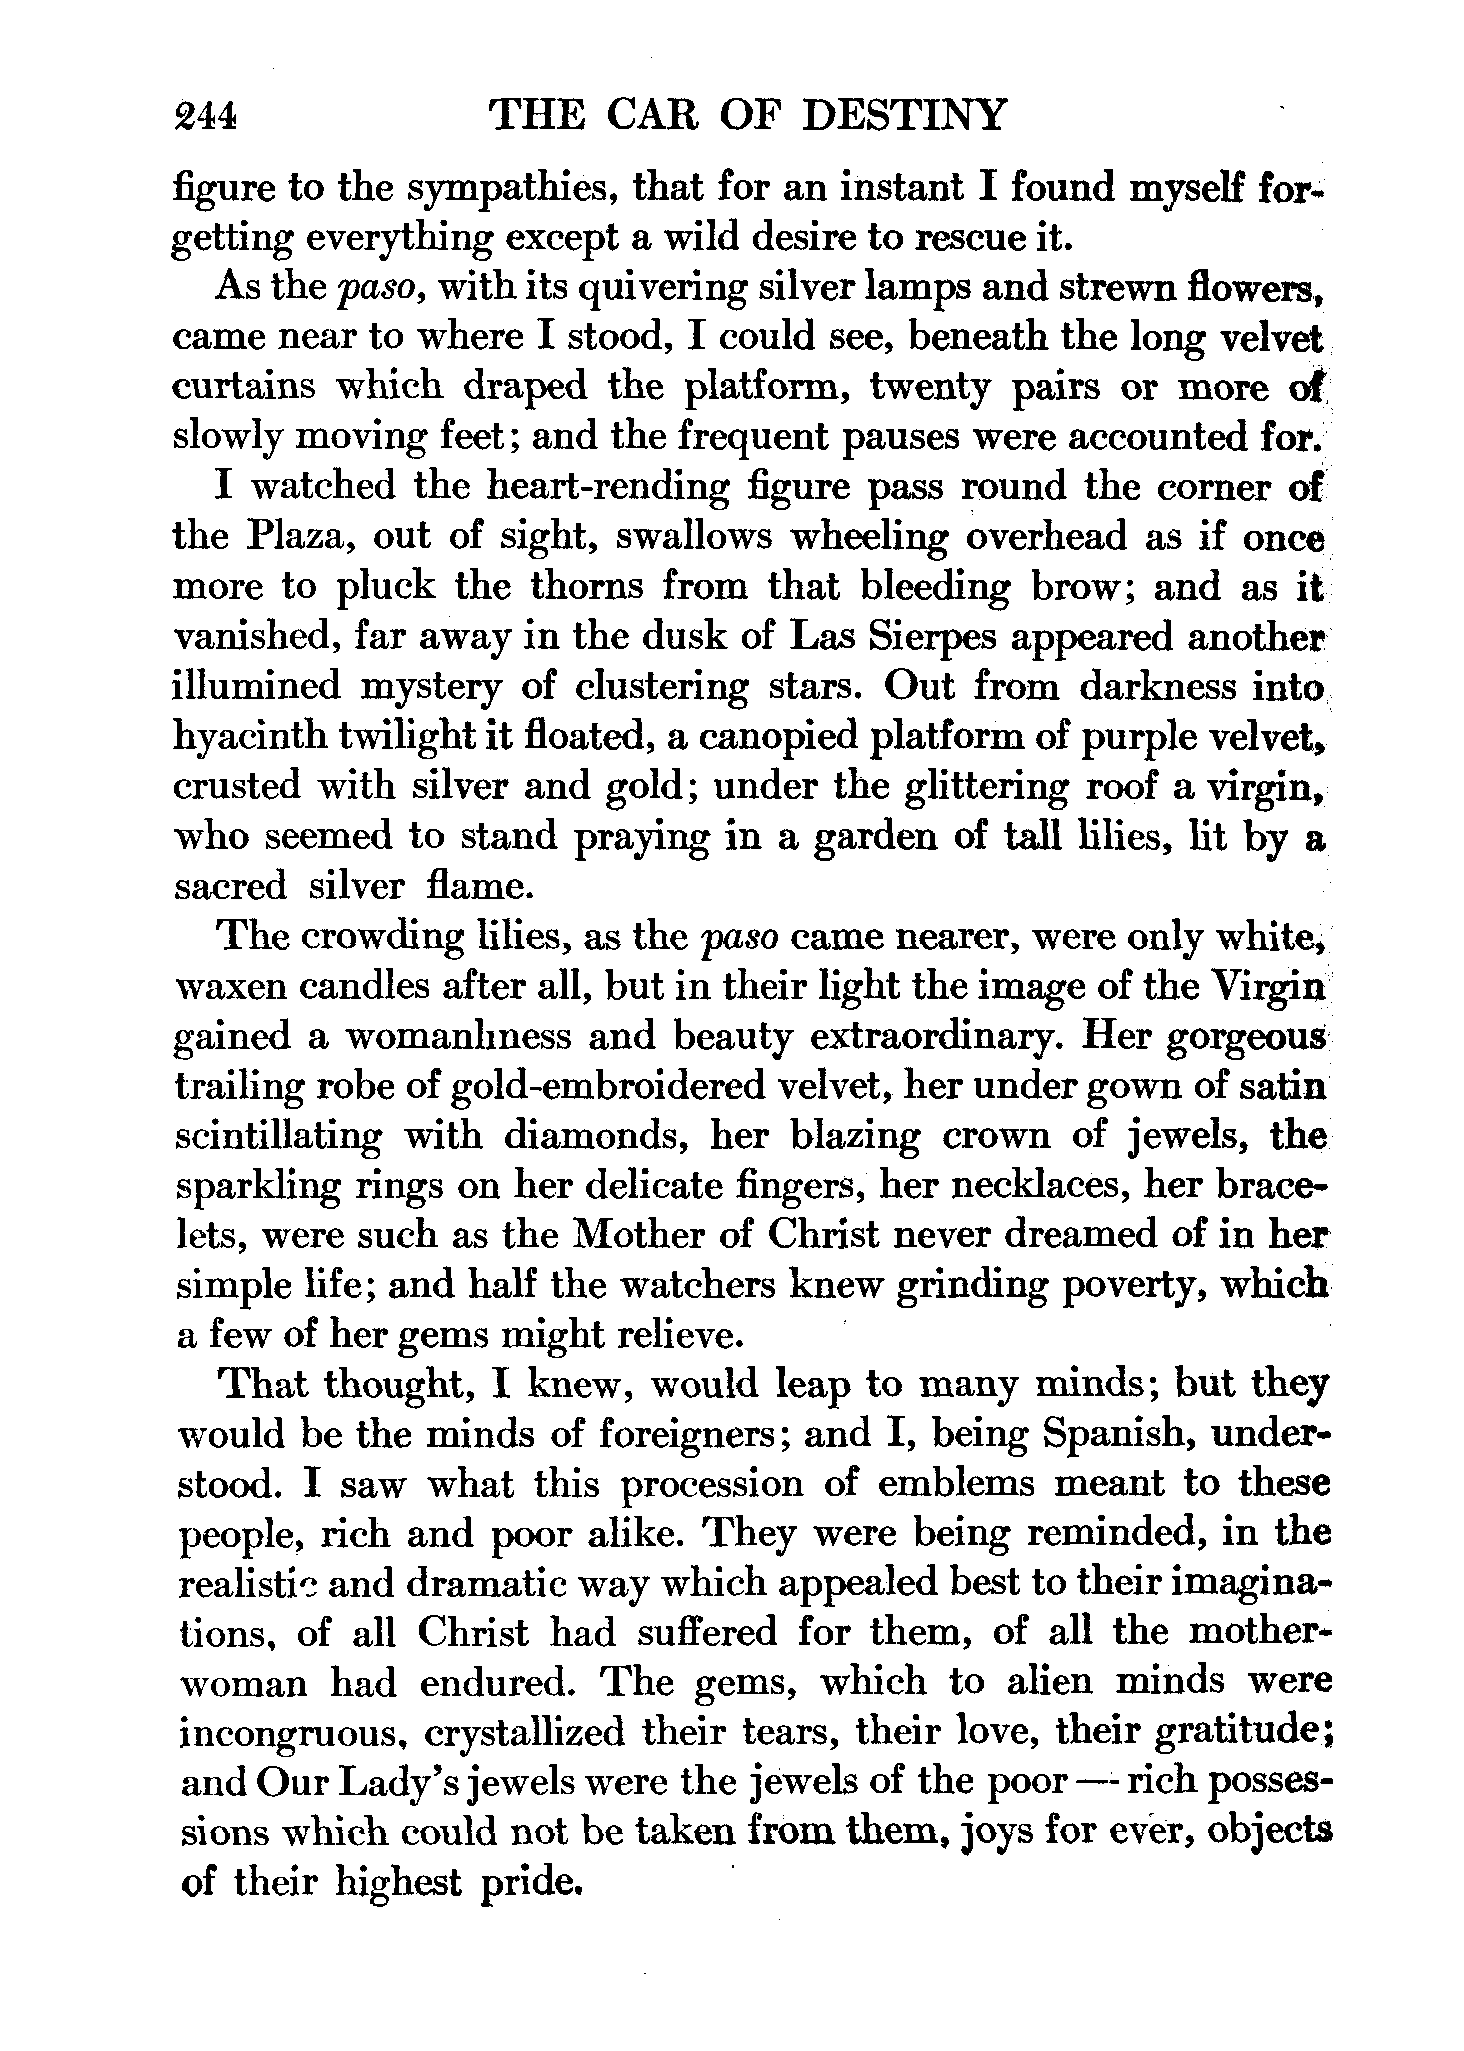 244 THE CAR OF DESTINY
figure to the sympathies, that for an instant I found myself for-
getting everything except a wild desire to rescue it.
As the paso, with its quivering silver lamps and strewn flowers,
came near to where I stood, I could see, beneath the long velvet
curtains which draped the platform, twenty pairs or more of
slowly moving feet; and the frequent pauses were accounted for.
I watched the heart-rending figure pass round the corner of
the Plaza, out of sight, swallows wheeling overhead as if once
more to pluck the thorns from that bleeding brow; and as it
vanished, far away in the dusk of Las Sierpes appeared another
illumined mystery of clustering stars. Out from darkness into
hyacinth twilight it floated, a canopied platform of purple velvet,
crusted with silver and gold; under the glittering roof a virgin,
who seemed to stand praying in a garden of tall lilies, lit by a
sacred silver flame.
The crowding lilies, as the paso came nearer, were only white,
waxen candles after all, but in their light the image of the Virgin
gained a womanliness and beauty extraordinary. Her gorgeous
trailing robe of gold-embroidered velvet, her under gown of satin
scintillating with diamonds, her blazing crown of jewels, the
sparkling rings on her delicate fingers, her necklaces, her brace-
lets, were such as the Mother of Christ never dreamed of in her
simple life; and half the watchers knew grinding poverty, which
a few of her gems might relieve.
That thought, I knew, would leap to many minds; but they
would be the minds of foreigners; and I, being Spanish, under-
stood. I saw what this procession of emblems meant to these
people, rich and poor alike. They were being reminded, in the
realistic and dramatic way which appealed best to their imagina-
tions, of all Christ had suffered for them, of all the mother-
woman had endured. The gems, which to alien minds were
incongruous, crystallized their tears, their love, their gratitude;
and Our Lady's jewels were the jewels of the poor — rich posses-
sions which could not be taken from them, joys for ever, objects
of their highest pride.